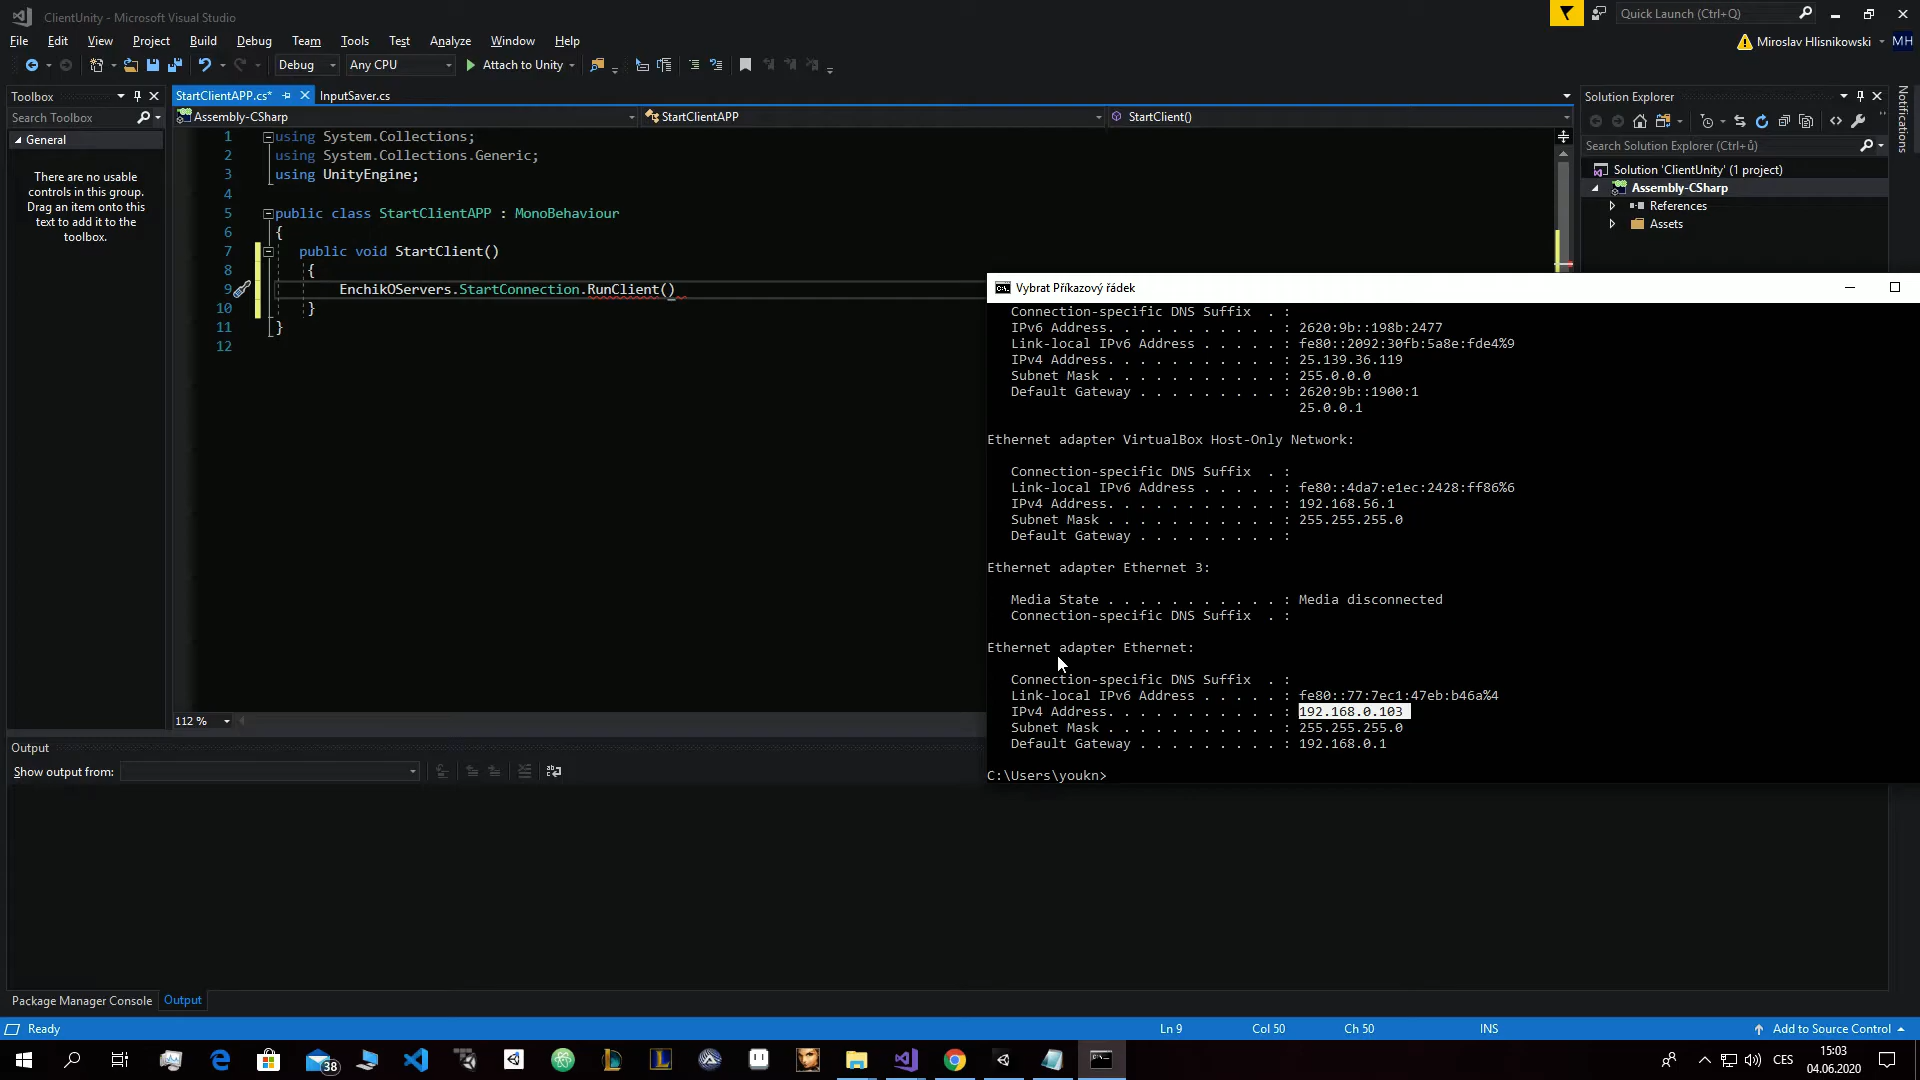 ClientUnity - Microsoft Visual Studio
Quick Launch (Ctrl+Q)
File Edit View Project Build Debug Team Tools Test Analyze Window Help
Miroslav Hlisnikowski MH
Debug Any CPU Attach to Unity
Toolbox
StartClientAPP.cs* InputSaver.cs
Solution Explorer
Notifications
Search Toolbox
Assembly-CSharp StartClientAPP StartClient()
General
There are no usable
controls in this group.
Drag an item onto this
text to add it to the
toolbox.
1 using System.Collections;
2 using System.Collections.Generic;
3 using UnityEngine;
4
5 public class StartClientAPP : MonoBehaviour
6 {
7 public void StartClient()
8 {
9 EnchikOServers.StartConnection.RunClient()
10 }
11 }
12
112 %
Search Solution Explorer (Ctrl+ů)
Solution 'ClientUnity' (1 project)
Assembly-CSharp
References
Assets
Vybrat Příkazový řádek
Connection-specific DNS Suffix . :
IPv6 Address. . . . . . . . . . . : 2620:9b::198b:2477
Link-local IPv6 Address . . . . . : fe80::2092:30fb:5a8e:fde4%9
IPv4 Address. . . . . . . . . . . : 25.139.36.119
Subnet Mask . . . . . . . . . . . : 255.0.0.0
Default Gateway . . . . . . . . . : 2620:9b::1900:1
25.0.0.1
Ethernet adapter VirtualBox Host-Only Network:
Connection-specific DNS Suffix . :
Link-local IPv6 Address . . . . . : fe80::4da7:e1ec:2428:ff86%6
IPv4 Address. . . . . . . . . . . : 192.168.56.1
Subnet Mask . . . . . . . . . . . : 255.255.255.0
Default Gateway . . . . . . . . . :
Ethernet adapter Ethernet 3:
Media State . . . . . . . . . . . : Media disconnected
Connection-specific DNS Suffix . :
Ethernet adapter Ethernet:
Connection-specific DNS Suffix . :
Link-local IPv6 Address . . . . . : fe80::77:7ec1:47eb:b46a%4
IPv4 Address. . . . . . . . . . . : 192.168.0.103
Subnet Mask . . . . . . . . . . . : 255.255.255.0
Default Gateway . . . . . . . . . : 192.168.0.1
C:\Users\youkn>
Output
Show output from:
Package Manager Console Output
Ready Ln 9 Col 50 Ch 50 INS Add to Source Control
38
CES
15:03
04.06.2020